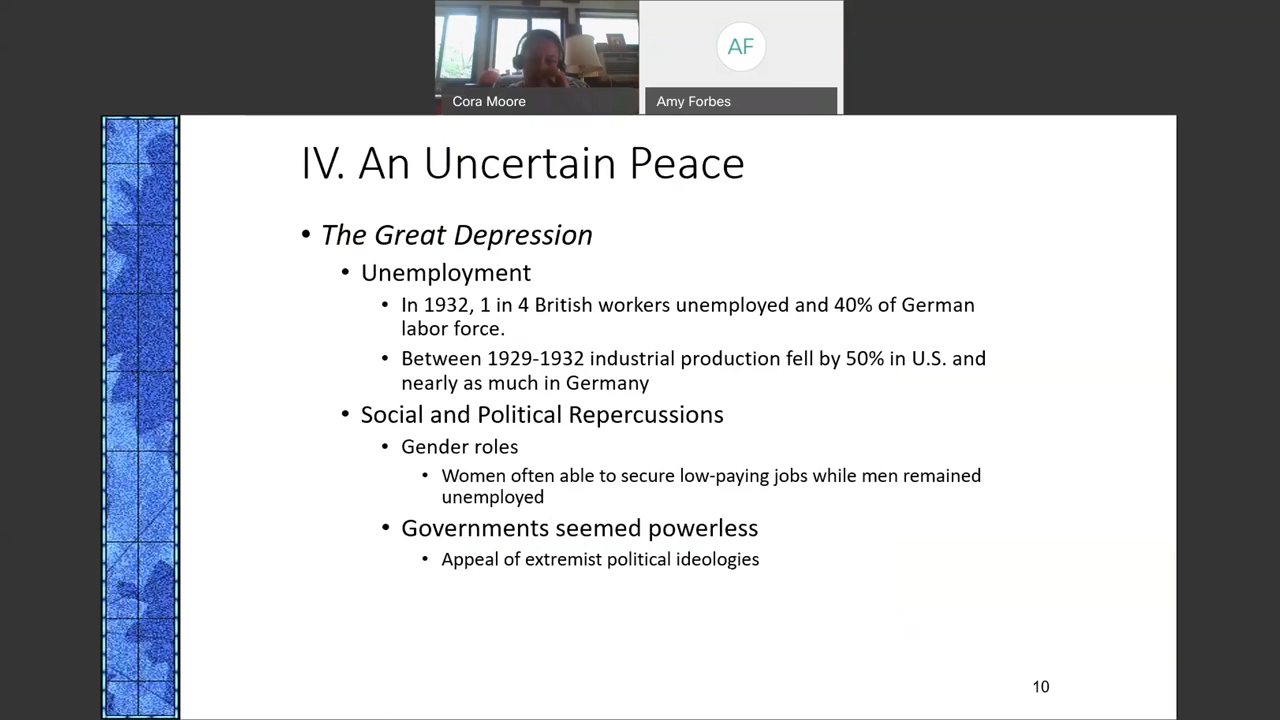 AF
Cora Moore
Amy Forbes
IV. An Uncertain Peace
• The Great Depression
• Unemployment
• In 1932, 1 in 4 British workers unemployed and 40% of German
labor force.
• Between 1929-1932 industrial production fell by 50% in U.S. and
nearly as much in Germany
• Social and Political Repercussions
• Gender roles
• Women often able to secure low-paying jobs while men remained
unemployed
• Governments seemed powerless
• Appeal of extremist political ideologies
10